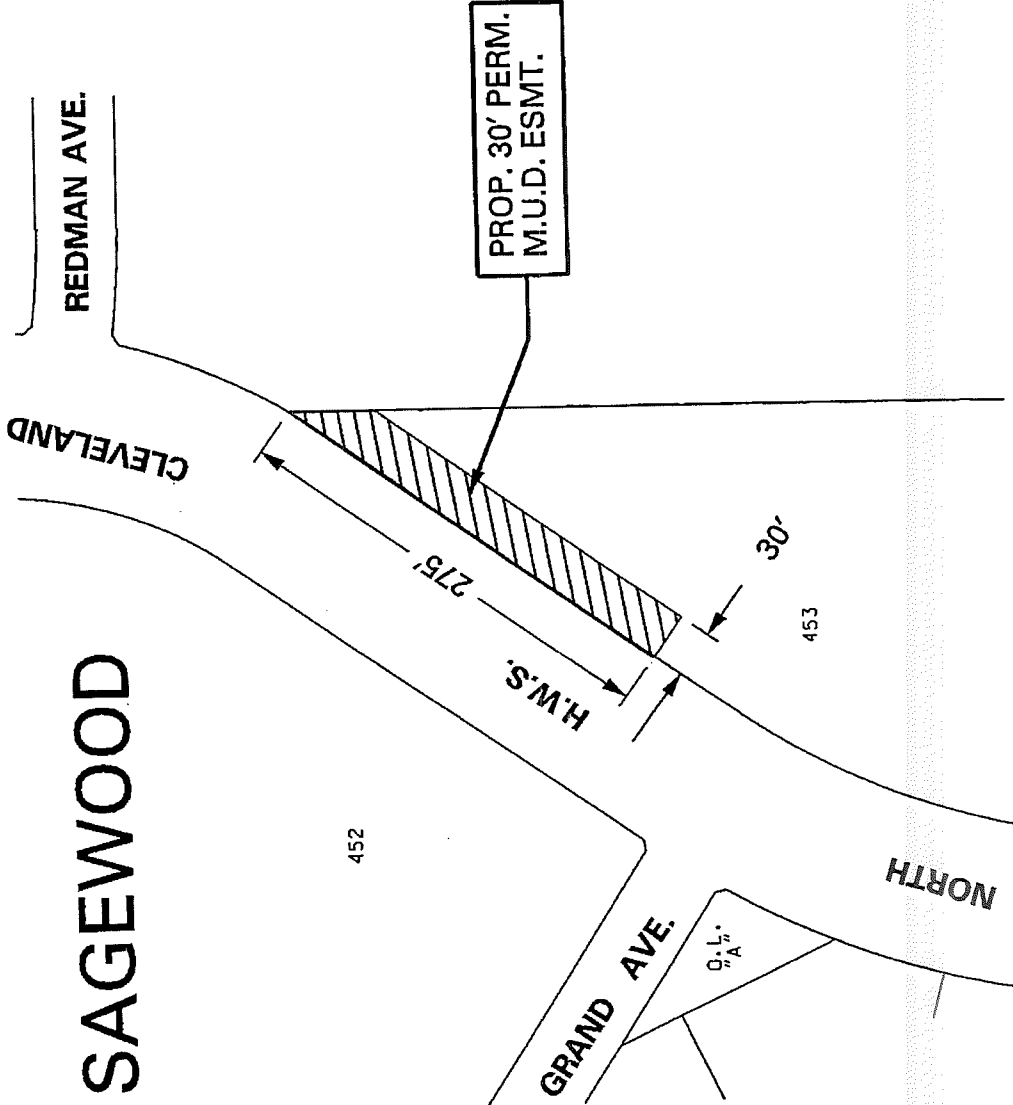 SAGEWOOD
REDMAN AVE.
CLEVELAND
PROP. 30' PERM.
M.U.D. ESMT.
275'
H.W.S.
30'
452
453
GRAND AVE.
O.L.
"A"
NORTH